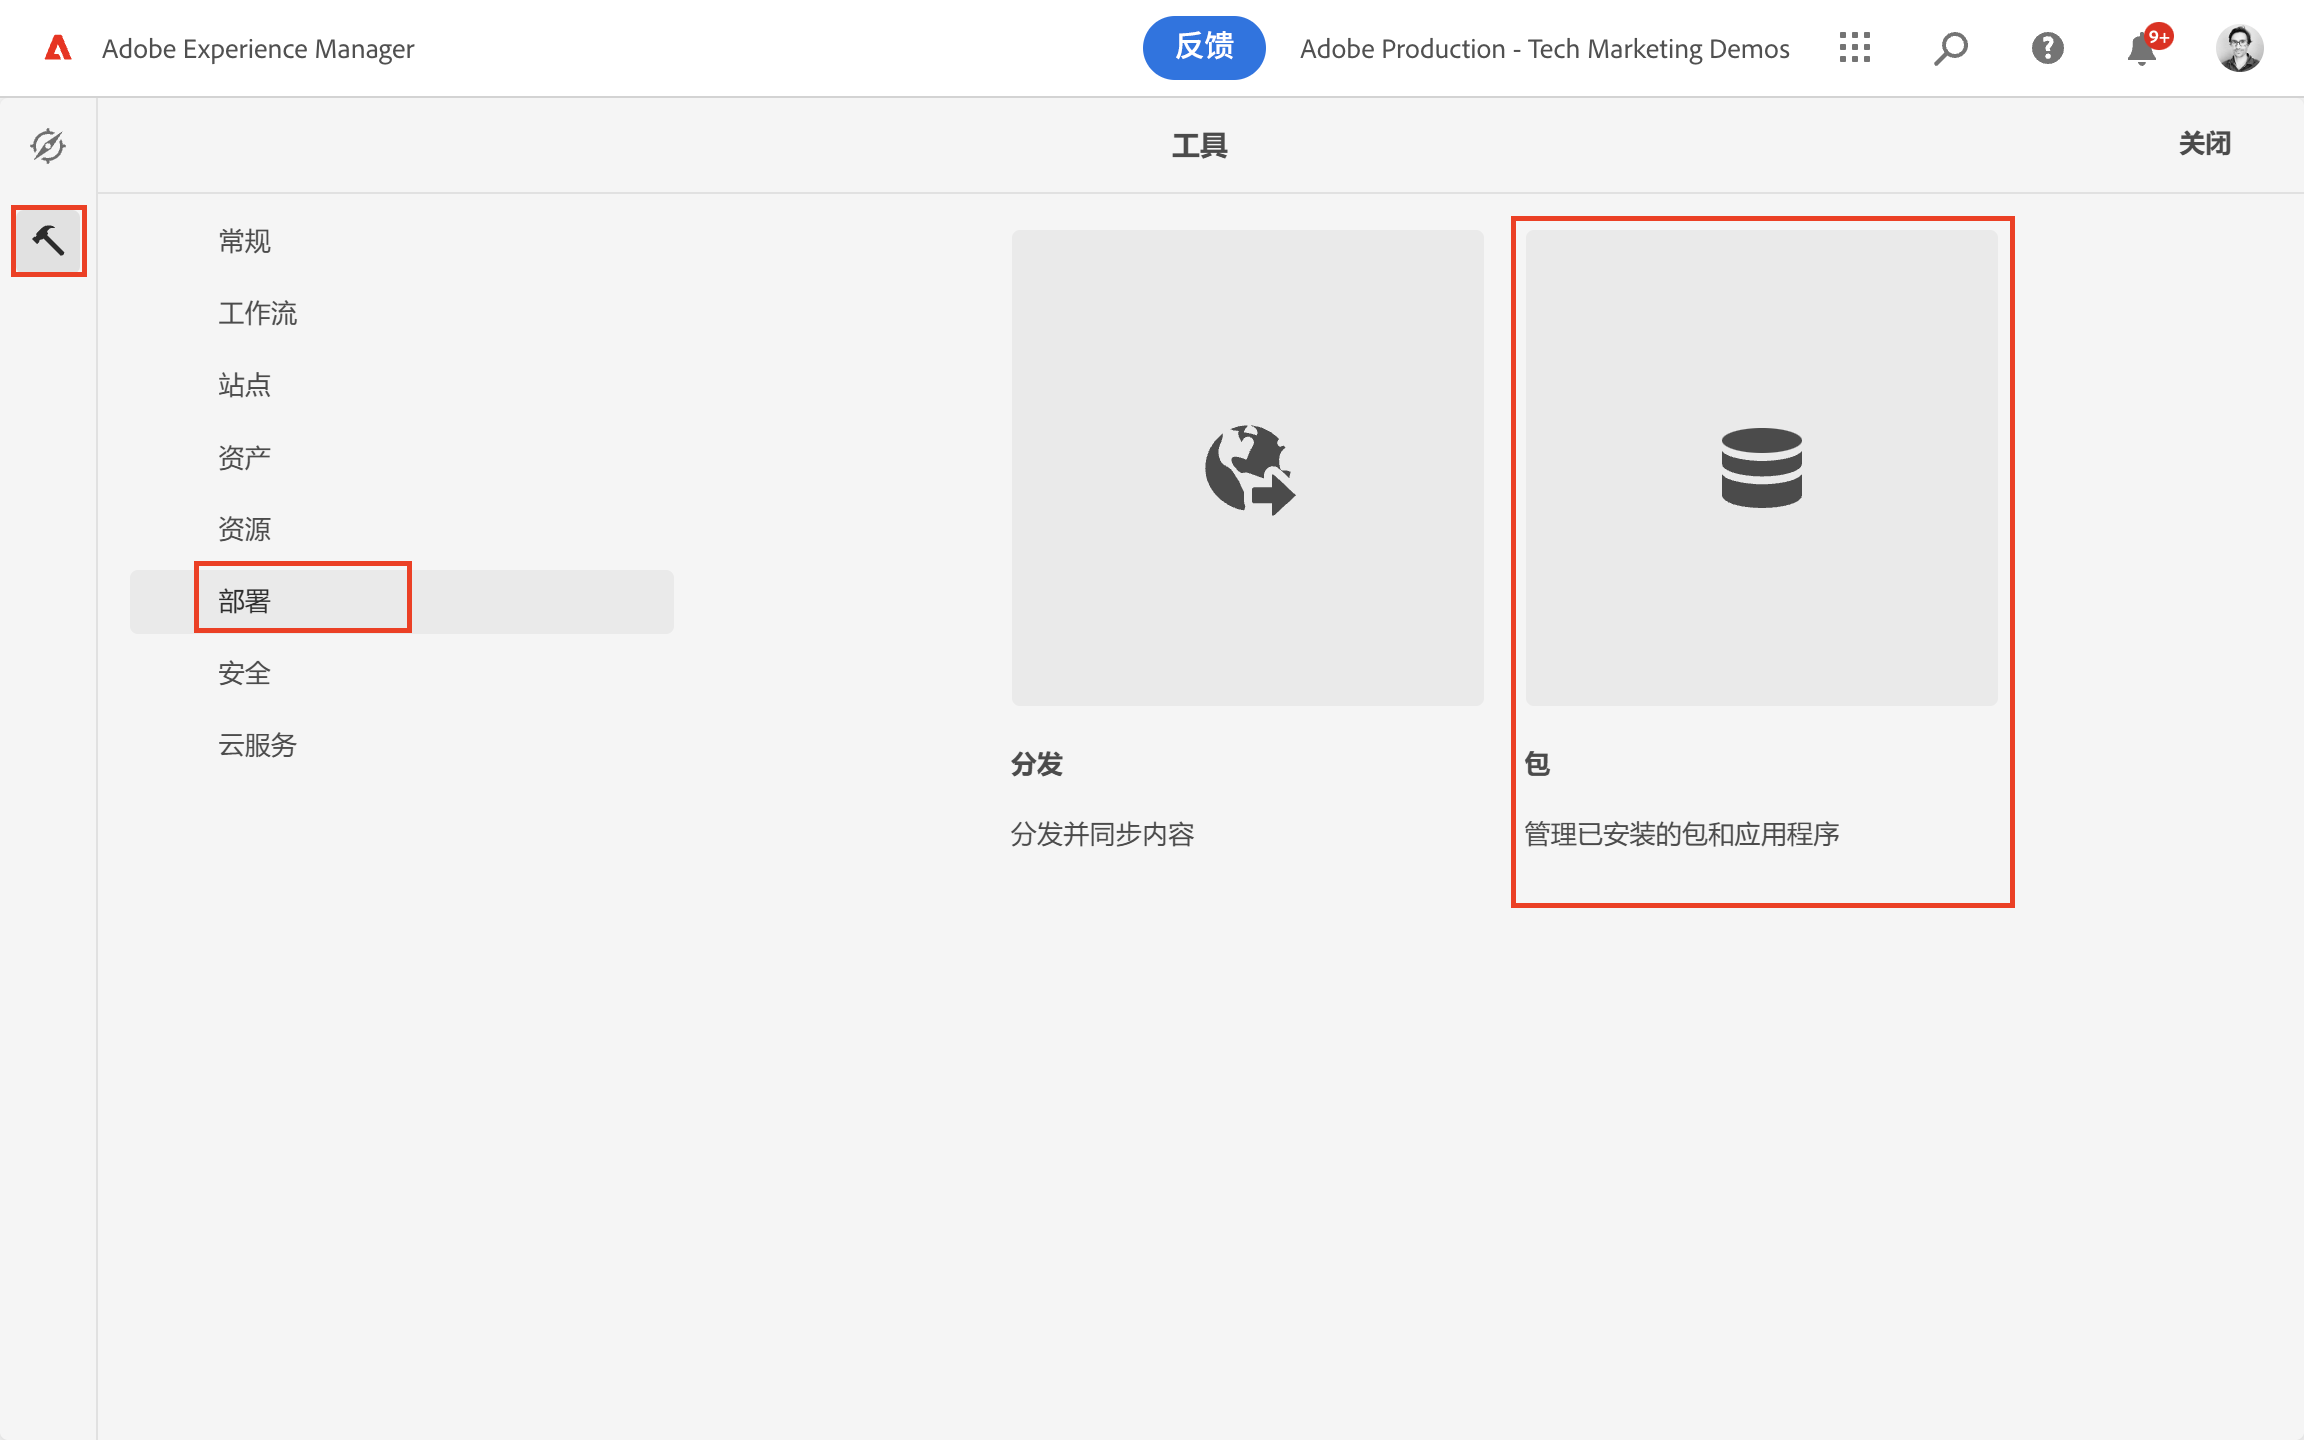 Adobe Experience Manager
反馈
Adobe Production - Tech Marketing Demos
9+
工具
关闭
常规
工作流
站点
资产
资源
部署
安全
云服务
分发
分发并同步内容
包
管理已安装的包和应用程序